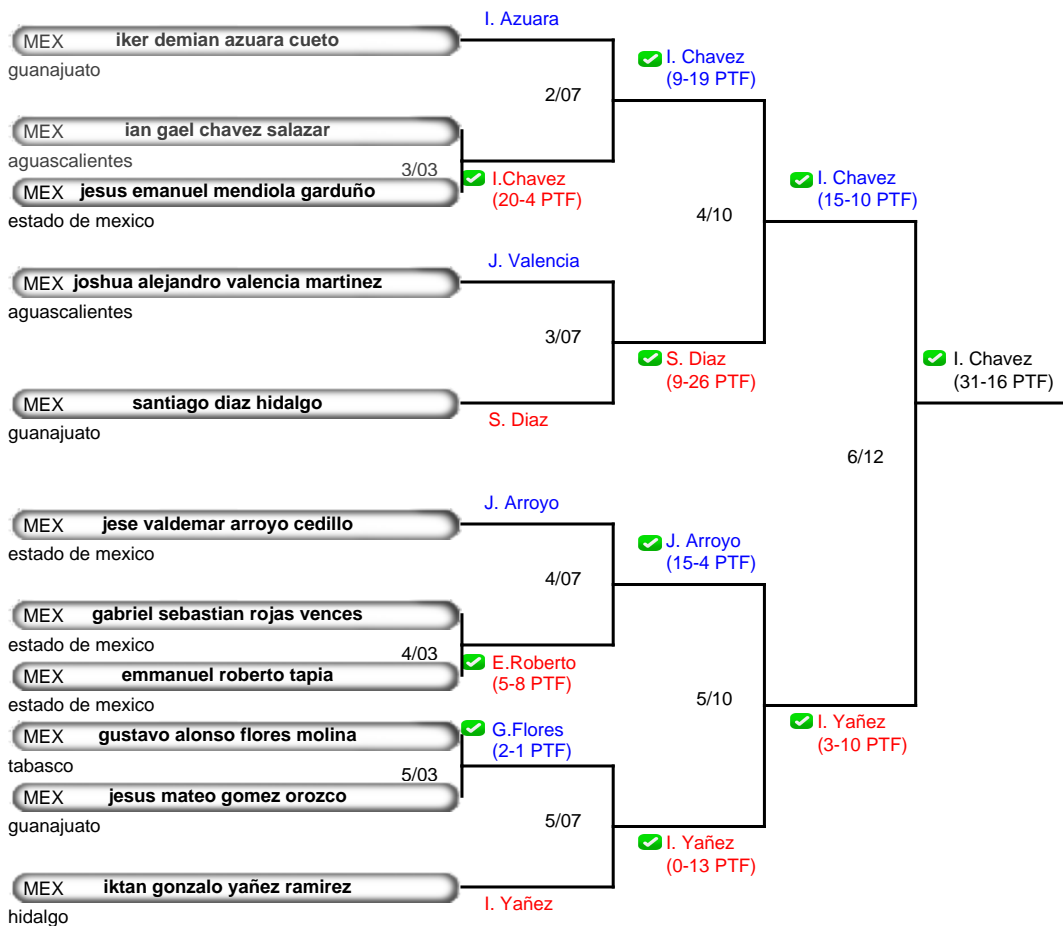 I. Azuara
MEX iker demian azuara cueto
guanajuato
I. Chavez
(9-19 PTF)
2/07
MEX ian gael chavez salazar
aguascalientes
3/03
I.Chavez
(20-4 PTF)
MEX jesus emanuel mendiola garduño
estado de mexico
I. Chavez
(15-10 PTF)
4/10
J. Valencia
MEX joshua alejandro valencia martinez
aguascalientes
3/07
S. Diaz
(9-26 PTF)
I. Chavez
(31-16 PTF)
MEX santiago diaz hidalgo
guanajuato
S. Diaz
6/12
J. Arroyo
MEX jese valdemar arroyo cedillo
estado de mexico
J. Arroyo
(15-4 PTF)
4/07
MEX gabriel sebastian rojas vences
estado de mexico
4/03
E.Roberto
(5-8 PTF)
MEX emmanuel roberto tapia
estado de mexico
5/10
I. Yañez
(3-10 PTF)
MEX gustavo alonso flores molina
tabasco
G.Flores
(2-1 PTF)
5/03
MEX jesus mateo gomez orozco
guanajuato
5/07
I. Yañez
(0-13 PTF)
MEX iktan gonzalo yañez ramirez
hidalgo
I. Yañez